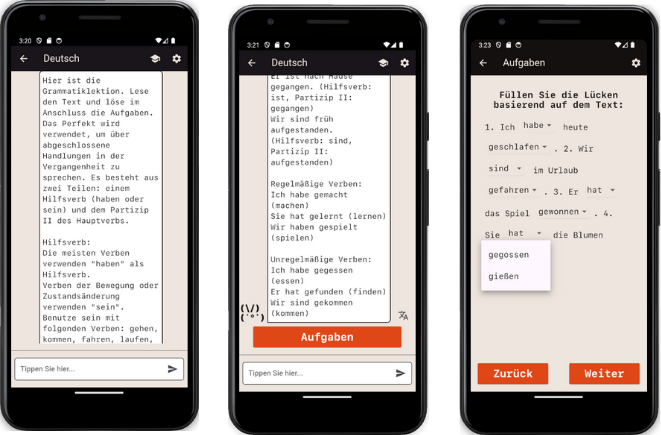 3:20
Deutsch
Hier ist die
Grammatiklektion. Lese
den Text und löse im
Anschluss die Aufgaben.
Das Perfekt wird
verwendet, um über
abgeschlossene
Handlungen in der
Vergangenheit zu
sprechen. Es besteht aus
zwei Teilen: einem
Hilfsverb (haben oder
sein) und dem Partizip
II des Hauptverbs.
Hilfsverb:
Die meisten Verben
verwenden "haben" als
Hilfsverb.
Verben der Bewegung oder
Zustandsänderung
verwenden "sein".
Benutze sein mit
folgenden Verben: gehen,
kommen, fahren, laufen,
Tippen Sie hier...
3:21
Deutsch
Er ist nach Hause
gegangen. (Hilfsverb:
ist, Partizip II:
gegangen)
Wir sind früh
aufgestanden.
(Hilfsverb: sind,
Partizip II:
aufgestanden)
Regelmäßige Verben:
Ich habe gemacht
(machen)
Sie hat gelernt (lernen)
Wir haben gespielt
(spielen)
Unregelmäßige Verben:
Ich habe gegessen
(essen)
Er hat gefunden (finden)
Wir sind gekommen
(kommen)
(\/)
('*')
Aufgaben
Tippen Sie hier...
3:23
Aufgaben
Füllen Sie die Lücken
basierend auf dem Text:
1. Ich habe heute
geschlafen . 2. Wir
sind im Urlaub
gefahren . 3. Er hat
das Spiel gewonnen . 4.
Sie hat die Blumen
gegossen
gießen
Zurück Weiter